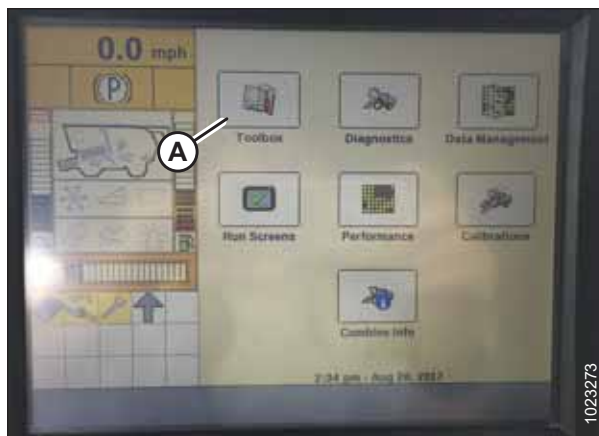 0.0 mph
(P)
A
Toolbox
Diagnostics
Data Management
Run Screens
Performance
Calibrations
Combine Info
2:34 pm - Aug 24, 2017
1023273